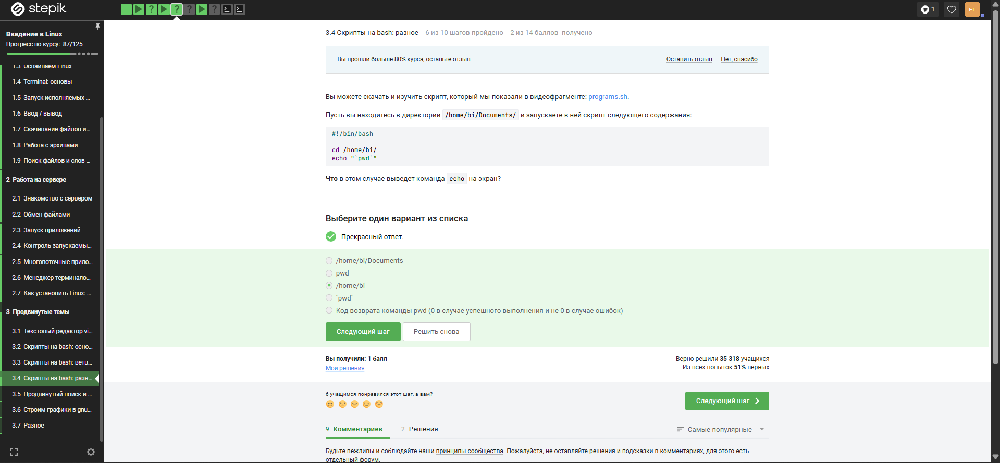 stepik
1
ЕГ
Введение в Linux
Прогресс по курсу: 87/125
1.3 Осваиваем Linux
1.4 Terminal: основы
1.5 Запуск исполняемых ...
1.6 Ввод / вывод
1.7 Скачивание файлов и...
1.8 Работа с архивами
1.9 Поиск файлов и слов ...
2 Работа на сервере
2.1 Знакомство с сервером
2.2 Обмен файлами
2.3 Запуск приложений
2.4 Контроль запускаемы...
2.5 Многопоточные прило...
2.6 Менеджер терминало...
2.7 Как установить Linux: ...
3 Продвинутые темы
3.1 Текстовый редактор vi...
3.2 Скрипты на bash: осно...
3.3 Скрипты на bash: ветв...
3.4 Скрипты на bash: разн...
3.5 Продвинутый поиск и ...
3.6 Строим графики в gnu...
3.7 Разное
3.4 Скрипты на bash: разное 6 из 10 шагов пройдено 2 из 14 баллов получено
Вы прошли больше 80% курса, оставьте отзыв Оставить отзыв Нет, спасибо
Вы можете скачать и изучить скрипт, который мы показали в видеофрагменте: programs.sh.
Пусть вы находитесь в директории /home/bi/Documents/ и запускаете в ней скрипт следующего содержания:
#!/bin/bash
cd /home/bi/
echo "`pwd`"
Что в этом случае выведет команда echo на экран?
Выберите один вариант из списка
Прекрасный ответ.
/home/bi/Documents
pwd
/home/bi
`pwd`
Код возврата команды pwd (0 в случае успешного выполнения и не 0 в случае ошибок)
Следующий шаг Решить снова
Вы получили: 1 балл
Мои решения
Верно решили 35 318 учащихся
Из всех попыток 51% верных
6 учащимся понравился этот шаг, а вам?
Следующий шаг
9 Комментариев 2 Решения Самые популярные
Будьте вежливы и соблюдайте наши принципы сообщества. Пожалуйста, не оставляйте решения и подсказки в комментариях, для этого есть
отдельный форум.